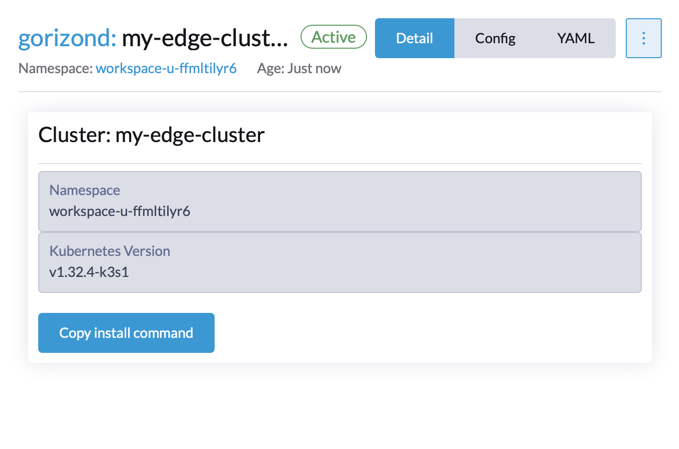 gorizond: my-edge-clust... Active Detail Config YAML
Namespace: workspace-u-ffmltilyr6 Age: Just now
Cluster: my-edge-cluster
Namespace
workspace-u-ffmltilyr6
Kubernetes Version
v1.32.4-k3s1
Copy install command